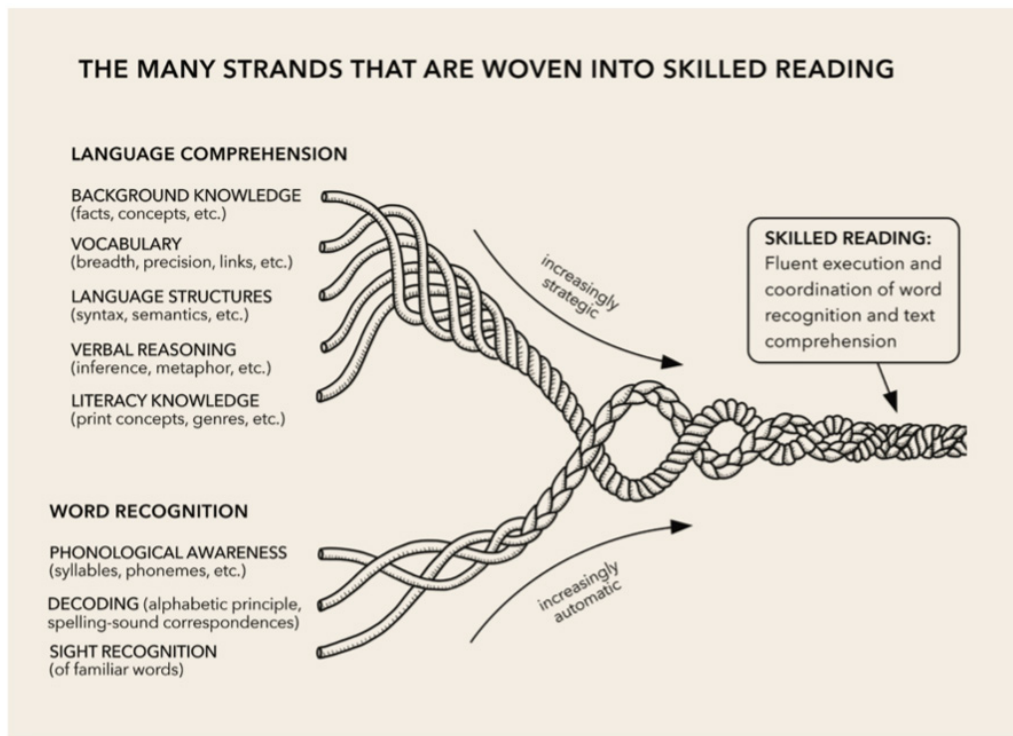 THE MANY STRANDS THAT ARE WOVEN INTO SKILLED READING
LANGUAGE COMPREHENSION
BACKGROUND KNOWLEDGE
(facts, concepts, etc.)
VOCABULARY
(breadth, precision, links, etc.)
LANGUAGE STRUCTURES
(syntax, semantics, etc.)
VERBAL REASONING
(inference, metaphor, etc.)
LITERACY KNOWLEDGE
(print concepts, genres, etc.)
increasingly
strategic
SKILLED READING:
Fluent execution and
coordination of word
recognition and text
comprehension
WORD RECOGNITION
PHONOLOGICAL AWARENESS
(syllables, phonemes, etc.)
DECODING (alphabetic principle,
spelling-sound correspondences)
SIGHT RECOGNITION
(of familiar words)
increasingly
automatic